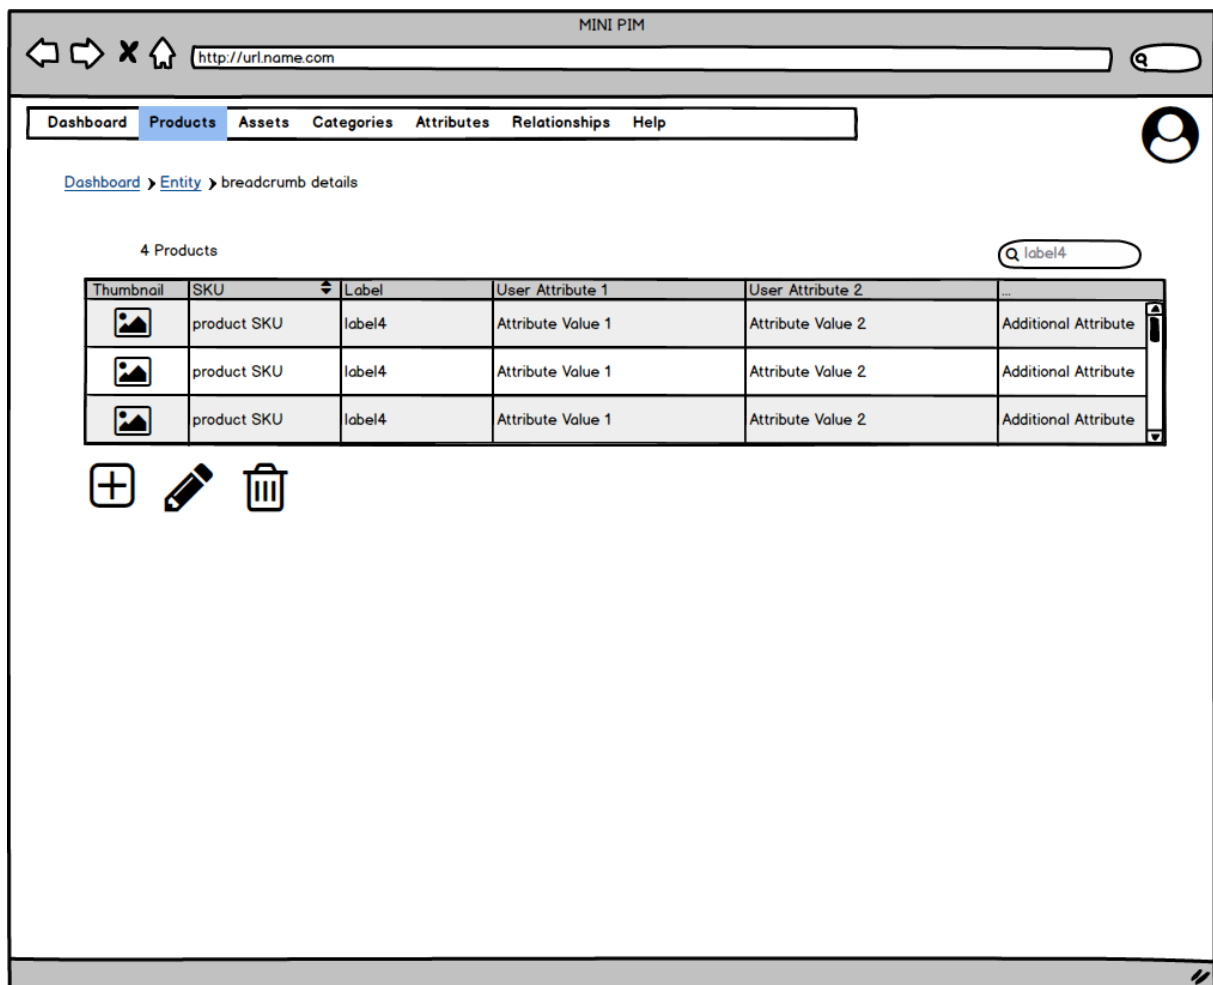 MINI PIM
http://url.name.com
Dashboard Products Assets Categories Attributes Relationships Help
Dashboard Entity breadcrumb details
4 Products
label4
Thumbnail SKU Label User Attribute 1 User Attribute 2 ...
product SKU label4 Attribute Value 1 Attribute Value 2 Additional Attribute
product SKU label4 Attribute Value 1 Attribute Value 2 Additional Attribute
product SKU label4 Attribute Value 1 Attribute Value 2 Additional Attribute